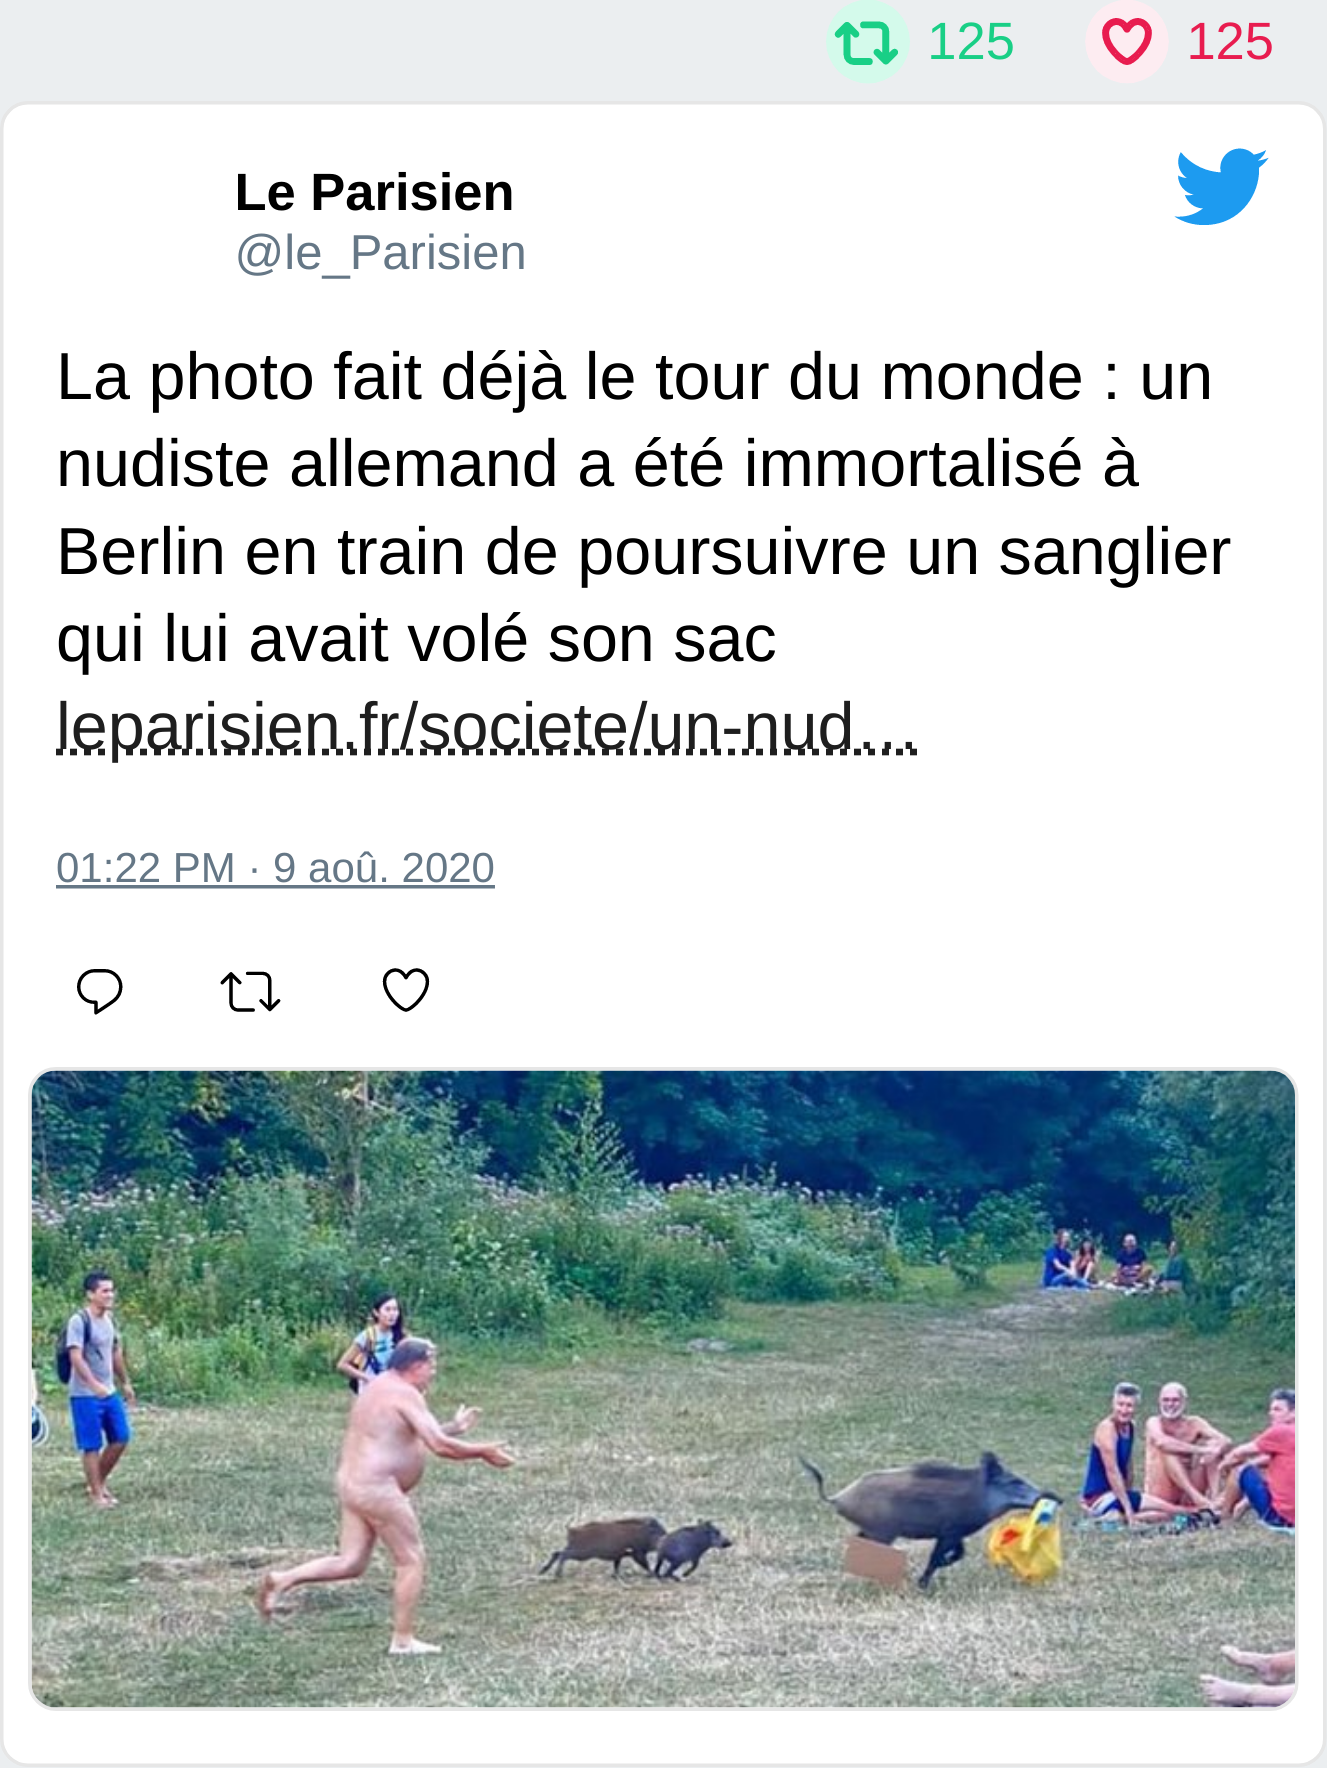 125 125
Le Parisien
@le_Parisien
La photo fait déjà le tour du monde : un
nudiste allemand a été immortalisé à
Berlin en train de poursuivre un sanglier
qui lui avait volé son sac
leparisien.fr/societe/un-nud…
01:22 PM · 9 aoû. 2020